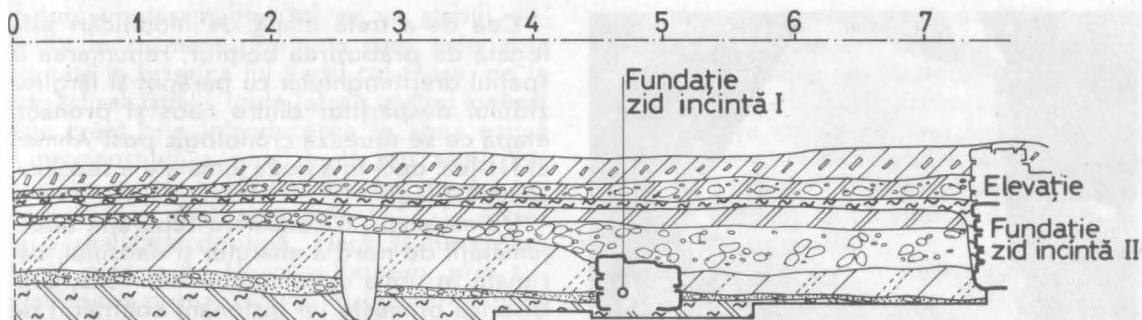 0 1 2 3 4 5 6 7
Fundație
zid incintă I
Elevație
Fundație
zid incintă II